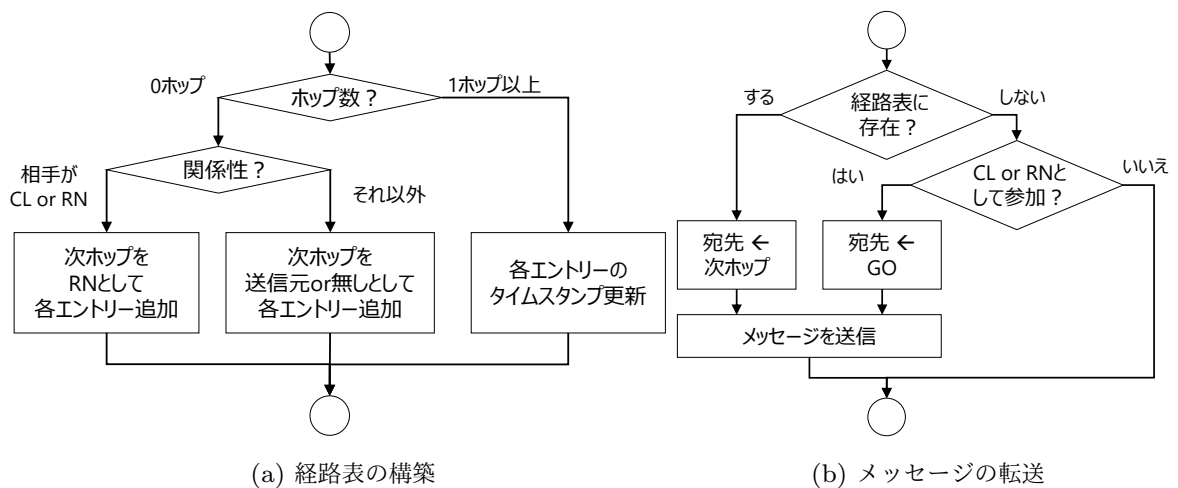 0ホップ
ホップ数？
1ホップ以上
関係性？
相手が
CL or RN
それ以外
次ホップを
RNとして
各エントリー追加
次ホップを
送信元or無しとして
各エントリー追加
各エントリーの
タイムスタンプ更新
(a) 経路表の構築
する
経路表に
存在？
しない
はい
CL or RNと
して参加？
いいえ
宛先 ←
次ホップ
宛先 ←
GO
メッセージを送信
(b) メッセージの転送